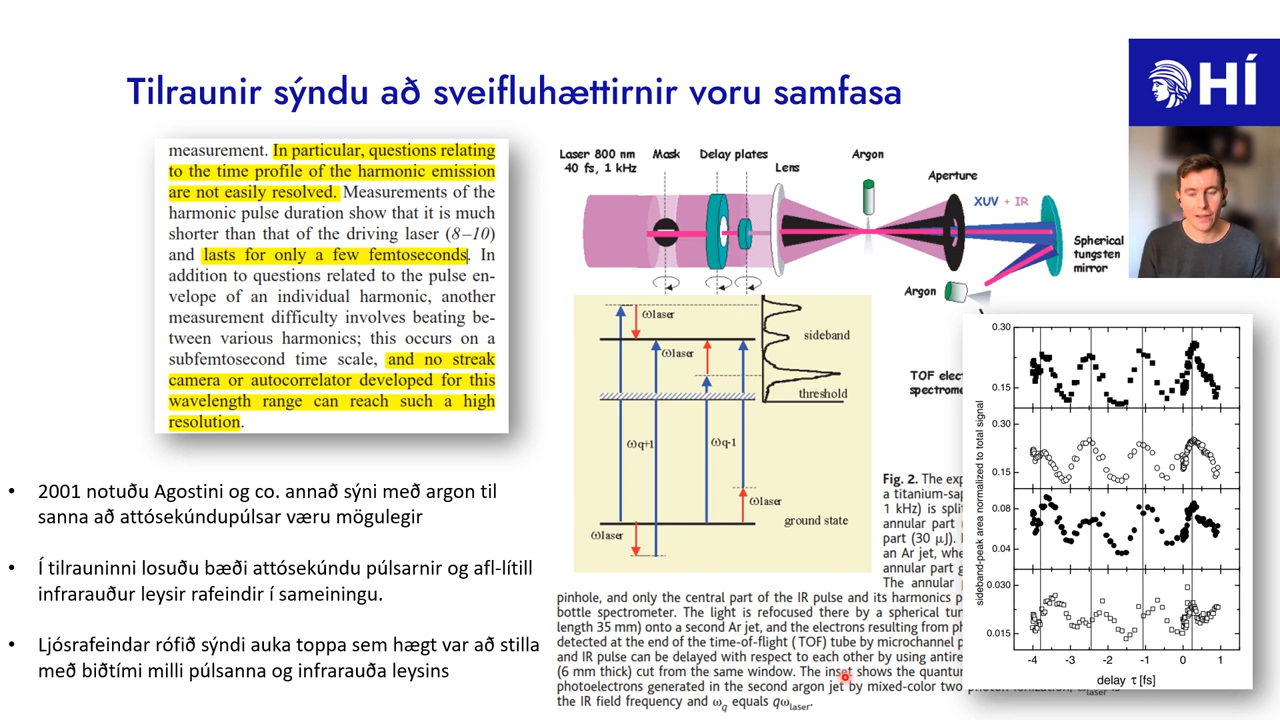 Tilraunir sýndu að sveifluhættirnir voru samfasa
HÍ
measurement. In particular, questions relating
to the time profile of the harmonic emission
are not easily resolved. Measurements of the
harmonic pulse duration show that it is much
shorter than that of the driving laser (8–10)
and lasts for only a few femtoseconds. In
addition to questions related to the pulse en-
velope of an individual harmonic, another
measurement difficulty involves beating be-
tween various harmonics; this occurs on a
subfemtosecond time scale, and no streak
camera or autocorrelator developed for this
wavelength range can reach such a high
resolution.
• 2001 notuðu Agostini og co. annað sýni með argon til
sanna að attósekúndupúlsar væru mögulegir
• Í tilrauninni losuðu bæði attósekúndu púlsarnir og afl-lítill
infrarauður leysir rafeindir í sameiningu.
• Ljósrafeindar rófið sýndi auka toppa sem hægt var að stilla
með biðtími milli púlsanna og infrarauða leysins
Laser 800 nm
40 fs, 1 kHz
Mask
Delay plates
Lens
Argon
Aperture
XUV + IR
Spherical
tungsten
mirror
Argon
TOF elect
spectrome
ωlaser
ωlaser
sideband
threshold
ωq+1
ωq-1
ωlaser
ground state
ωlaser
Fig. 2. The exp
a titanium-sap
1 kHz) is split
annular part
part (30 μJ).
an Ar jet, whe
annular part g
The annular
pinhole, and only the central part of the IR pulse and its harmonics p
bottle spectrometer. The light is refocused there by a spherical tun
length 35 mm) onto a second Ar jet, and the electrons resulting from ph
detected at the end of the time-of-flight (TOF) tube by microchannel p
and IR pulse can be delayed with respect to each other by using antire
(6 mm thick) cut from the same window. The inset shows the quantu
photoelectrons generated in the second argon jet by mixed-color two-photon ionization; ωlaser is
the IR field frequency and ωq equals qωlaser.
sideband-peak area normalized to total signal
0.30
0.15
0.30
0.15
0.08
0.04
0.030
0.015
-4 -3 -2 -1 0 1
delay τ [fs]